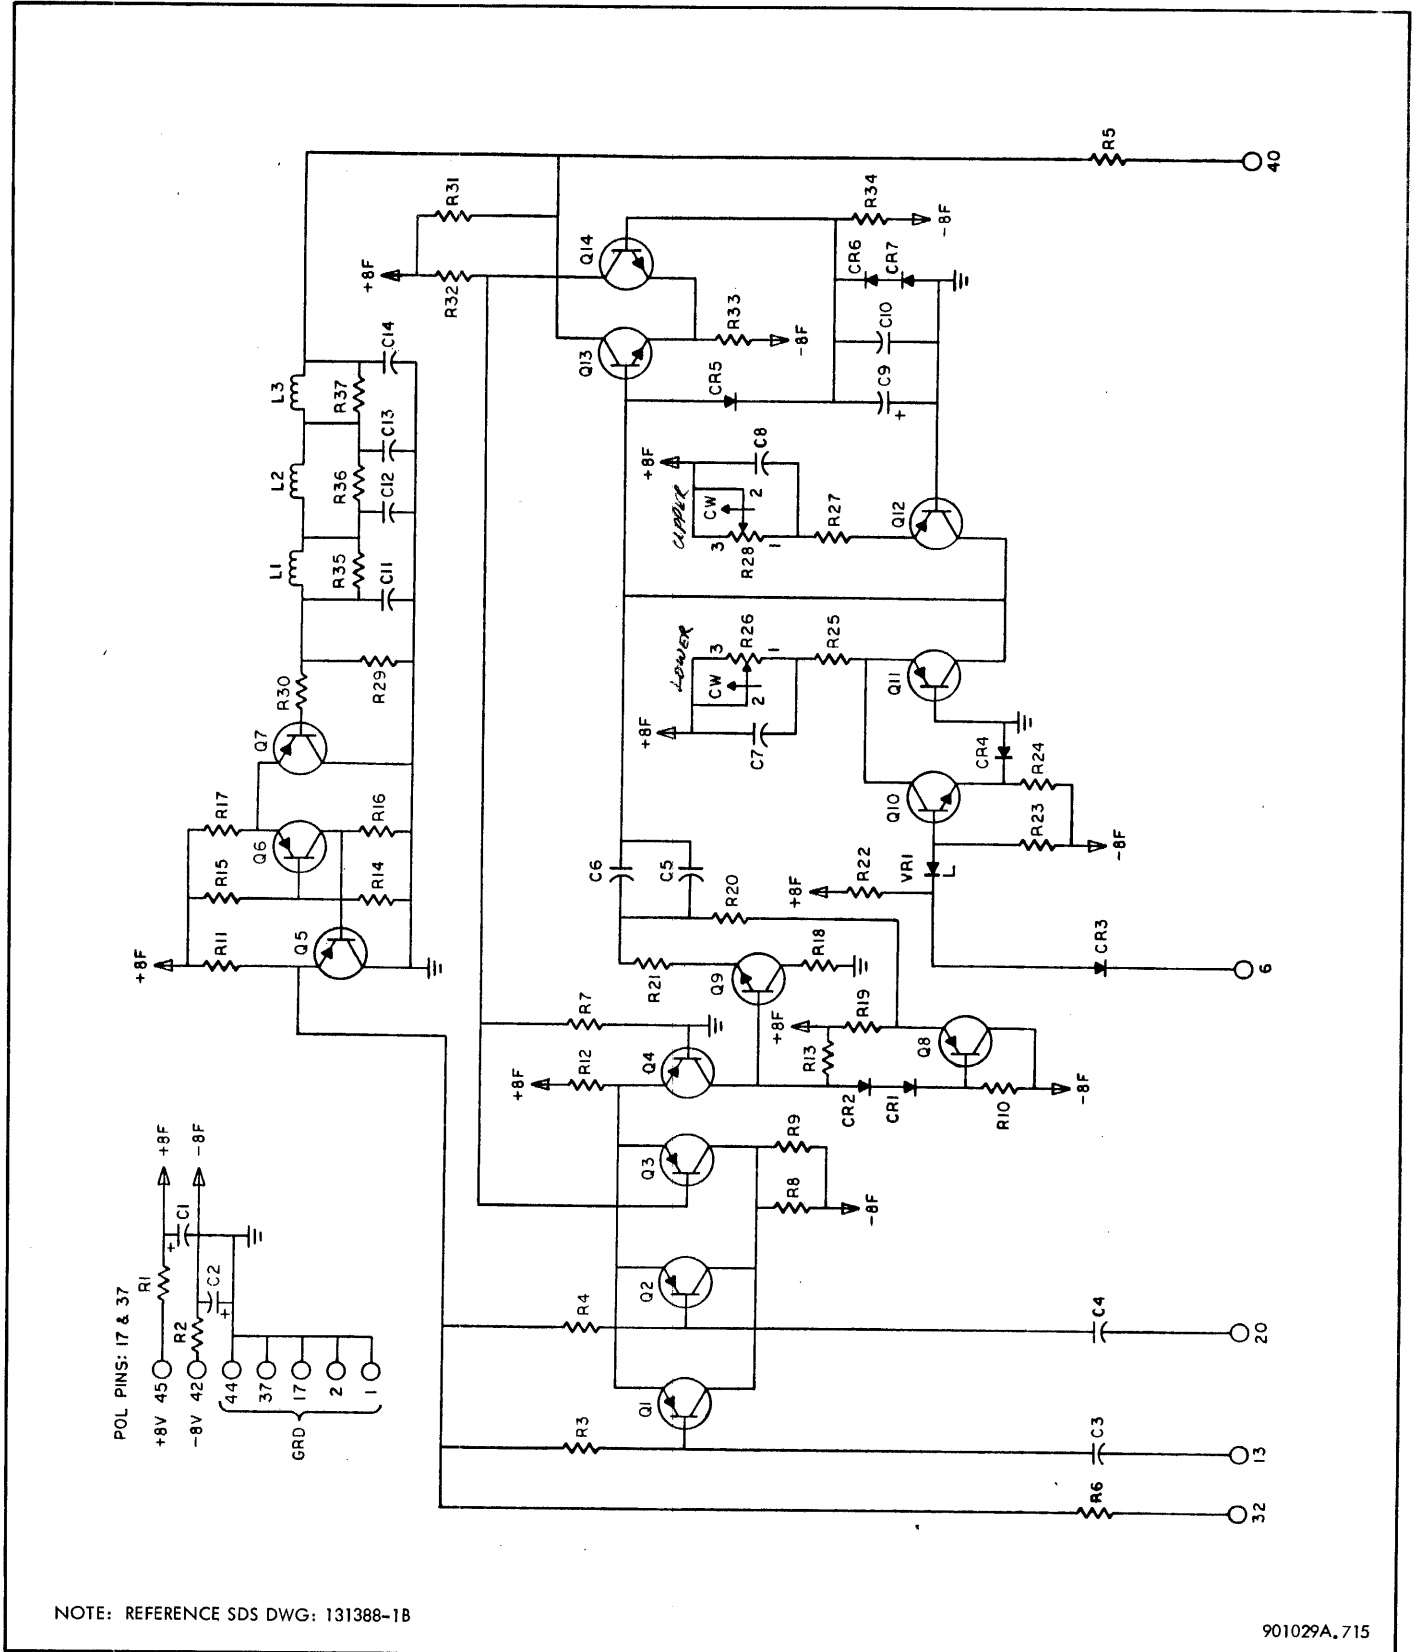 POL PINS: 17 & 37
+8V 45
R1
+8F
C1
+
-8V 42
R2
-8F
C2
+
44
37
17
2
1
GRD
+8F
R11
R15
R17
Q5
Q6
Q7
R14
R16
R30
R29
L1
L2
L3
R35
R36
R37
C11
C12
C13
C14
+8F
R32
R31
Q13
Q14
R33
-8F
R34
-8F
CR5
CR6
CR7
C9
+
C10
R5
40
LOWER
+8F
CW
3
2
1
R26
C7
R25
UPPER
+8F
CW
3
2
1
R28
C8
R27
Q12
Q11
Q10
CR4
R24
R23
-8F
VR1
L
R22
+8F
CR3
6
C6
C5
R20
R21
Q9
R18
R7
+8F
R12
Q4
+8F
R13
R19
Q8
CR2
CR1
R10
-8F
Q3
R9
R8
-8F
Q2
R4
C4
20
Q1
R3
C3
13
R6
32
NOTE: REFERENCE SDS DWG: 131388-1B
901029A.715